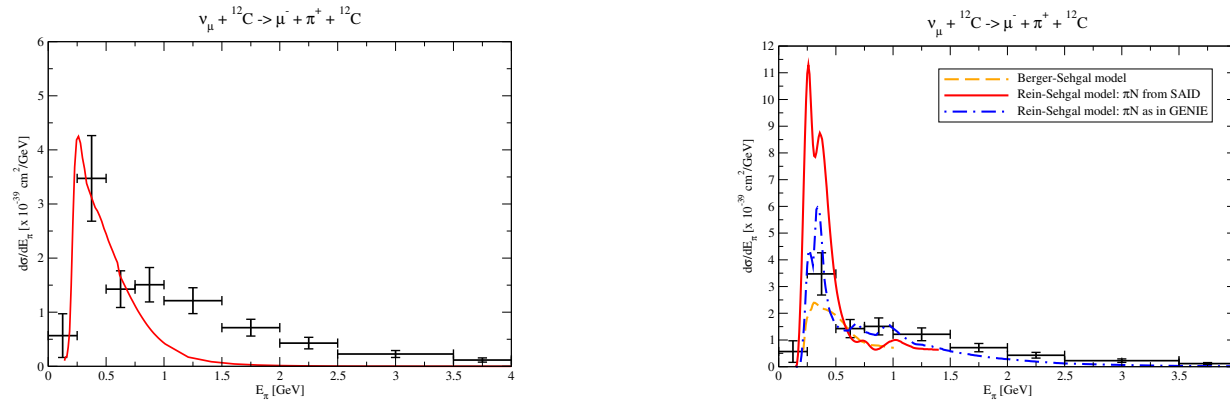 ν_μ + ¹²C -> μ⁻ + π⁺ + ¹²C
6
5
4
3
2
1
0
dσ/dE_π [x 10⁻³⁹ cm²/GeV]
0 0.5 1 1.5 2 2.5 3 3.5 4
E_π [GeV]
ν_μ + ¹²C -> μ⁻ + π⁺ + ¹²C
12
11
10
9
8
7
6
5
4
3
2
1
0
dσ/dE_π [x 10⁻³⁹ cm²/GeV]
Berger-Sehgal model
Rein-Sehgal model: πN from SAID
Rein-Sehgal model: πN as in GENIE
0 0.5 1 1.5 2 2.5 3 3.5
E_π [GeV]